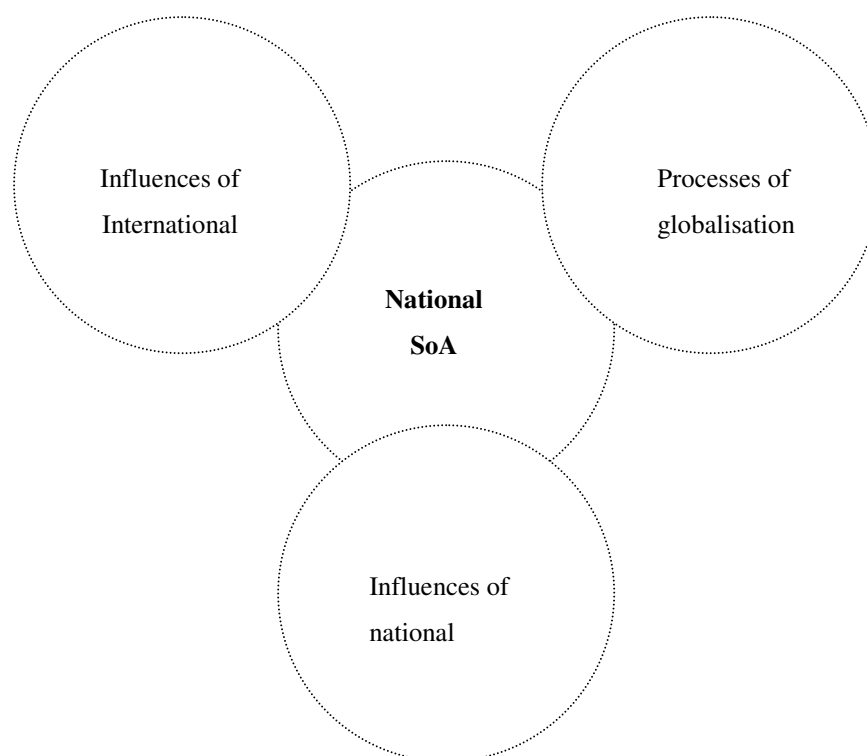 Influences of
International
Processes of
globalisation
National
SoA
Influences of
national